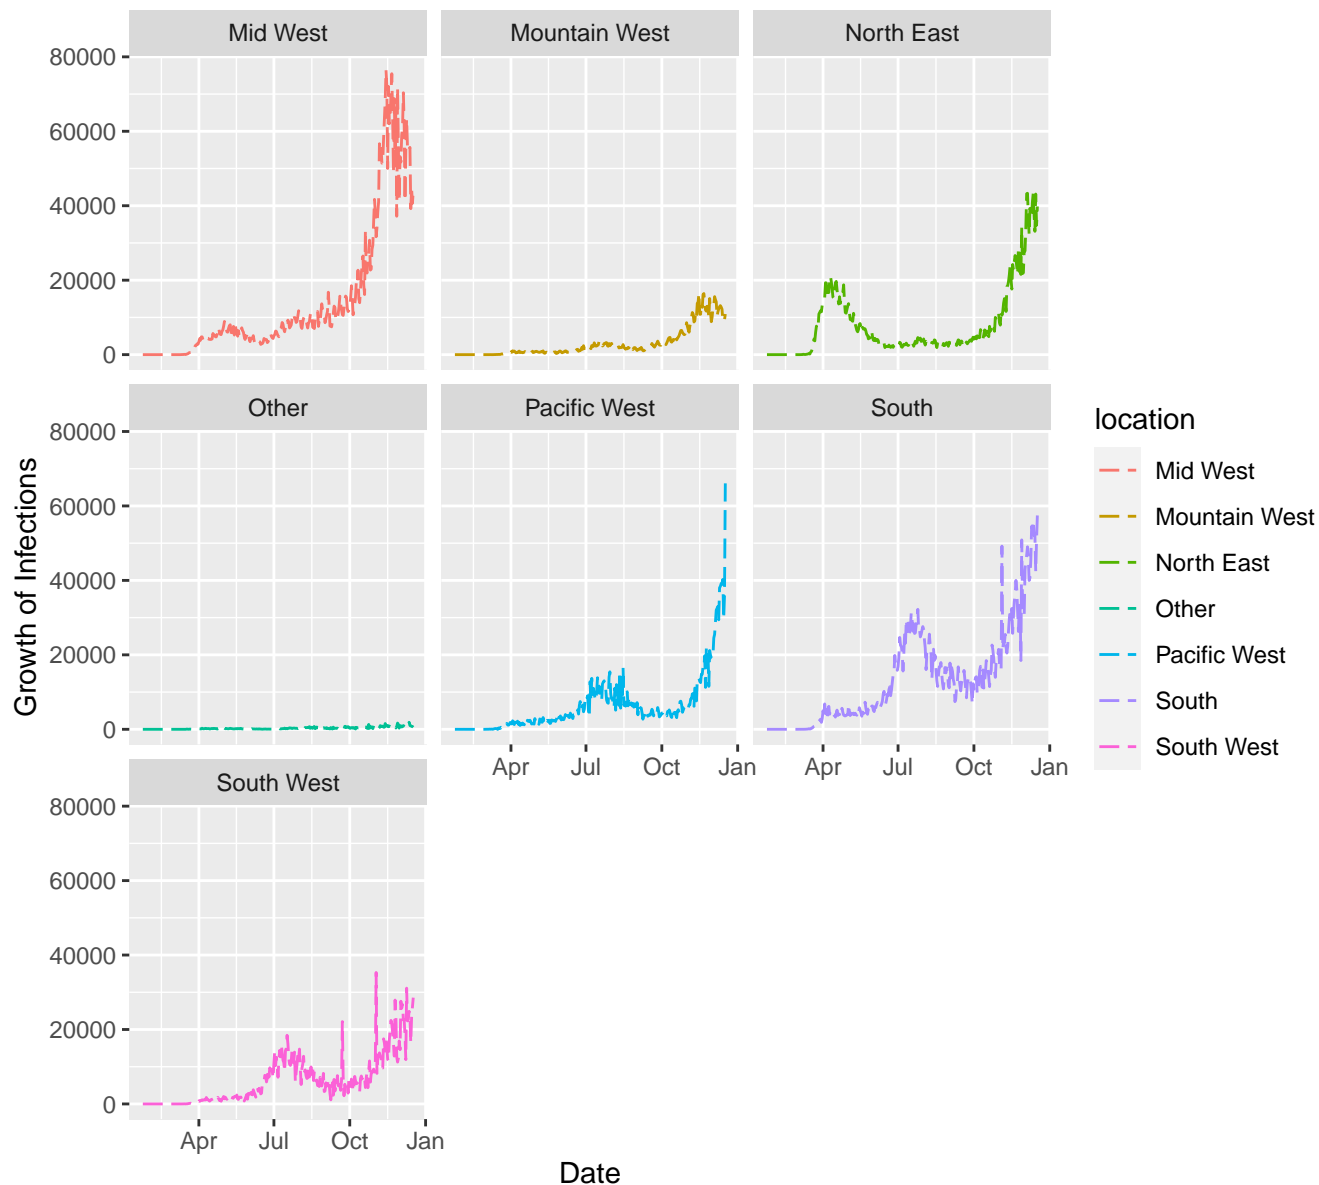 Mid West
Mountain West
North East
80000
60000
40000
20000
0
Other
Pacific West
South
80000
60000
40000
20000
0
Apr
Jul
Oct
Jan
Apr
Jul
Oct
Jan
South West
80000
60000
40000
20000
0
Apr
Jul
Oct
Jan
Date
Growth of Infections
location
Mid West
Mountain West
North East
Other
Pacific West
South
South West